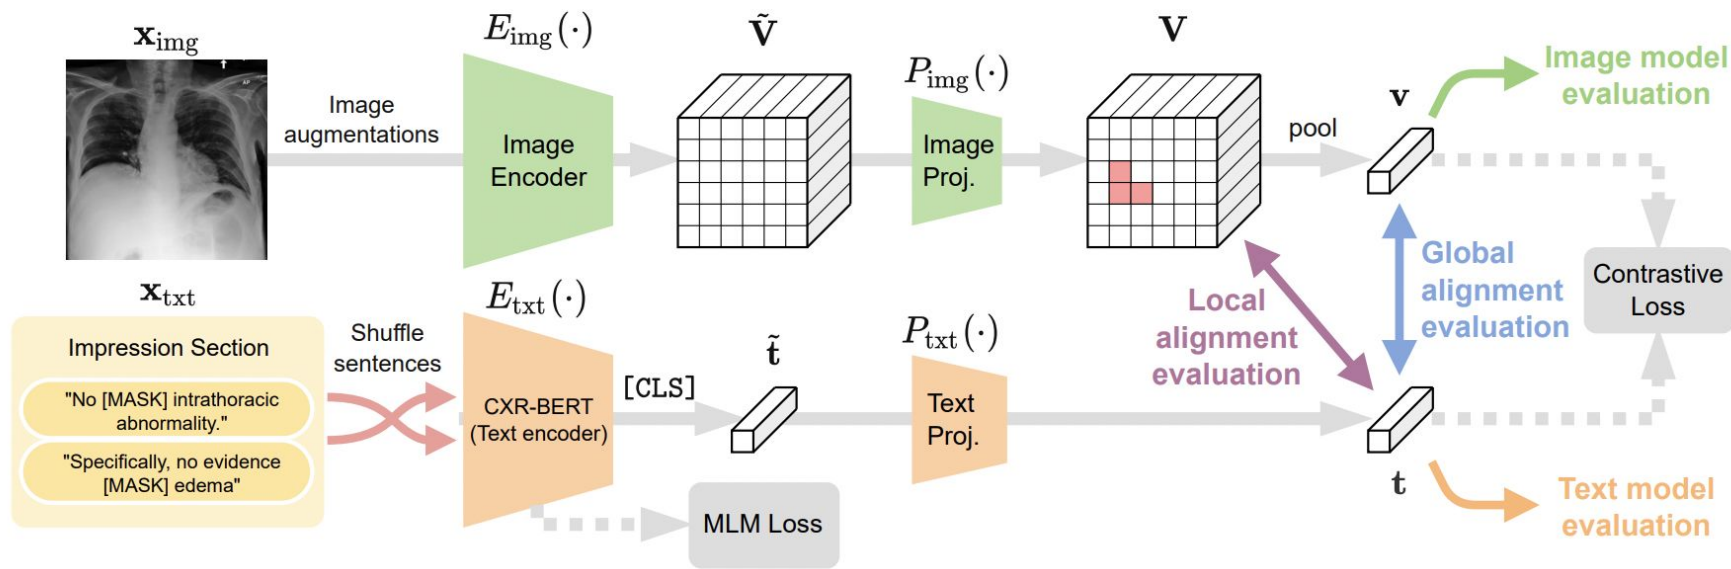 x_img
AP
Image
augmentations
E_img(·)
Image
Encoder
Ṽ
P_img(·)
Image
Proj.
V
pool
v
Image model
evaluation
x_txt
Impression Section
"No [MASK] intrathoracic
abnormality."
"Specifically, no evidence
[MASK] edema"
Shuffle
sentences
E_txt(·)
CXR-BERT
(Text encoder)
[CLS]
t̃
MLM Loss
P_txt(·)
Text
Proj.
Local
alignment
evaluation
Global
alignment
evaluation
Contrastive
Loss
t
Text model
evaluation